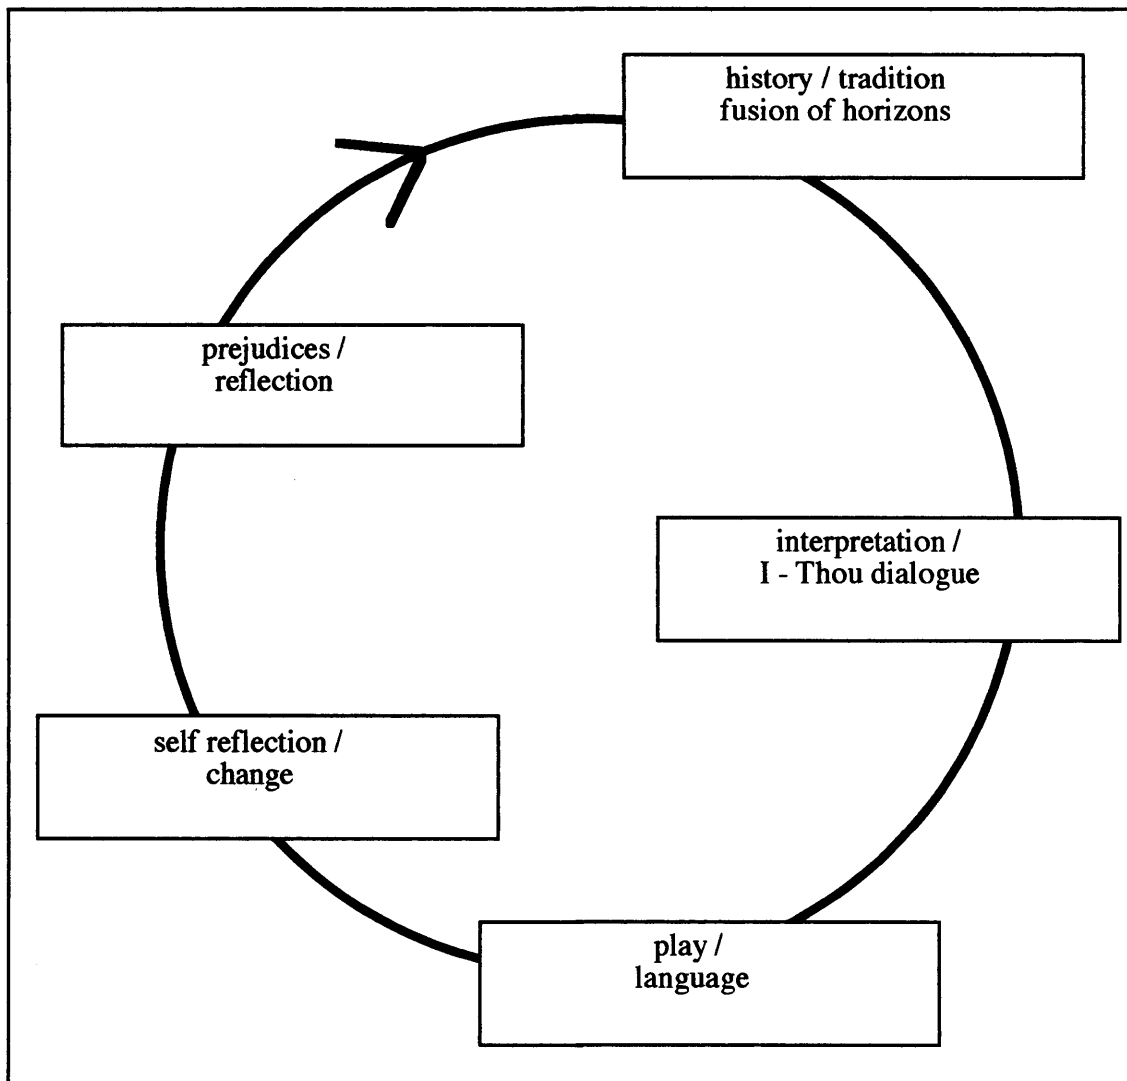 history / tradition
fusion of horizons
prejudices /
reflection
interpretation /
I - Thou dialogue
self reflection /
change
play /
language